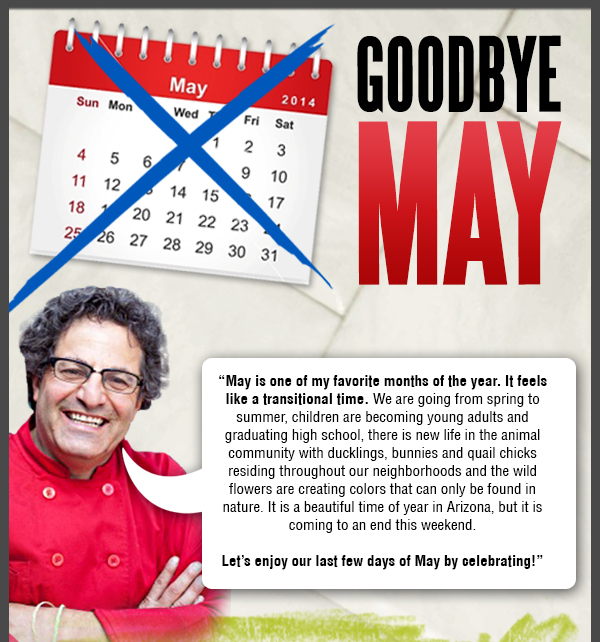 May
2014
Sun Mon Wed T Fri Sat
1 2 3
4 5 6 9 10
11 12 14 15 17
18 20 21 22 23
25 26 27 28 29 30 31
GOODBYE
MAY
“May is one of my favorite months of the year. It feels
like a transitional time. We are going from spring to
summer, children are becoming young adults and
graduating high school, there is new life in the animal
community with ducklings, bunnies and quail chicks
residing throughout our neighborhoods and the wild
flowers are creating colors that can only be found in
nature. It is a beautiful time of year in Arizona, but it is
coming to an end this weekend.
Let’s enjoy our last few days of May by celebrating!”